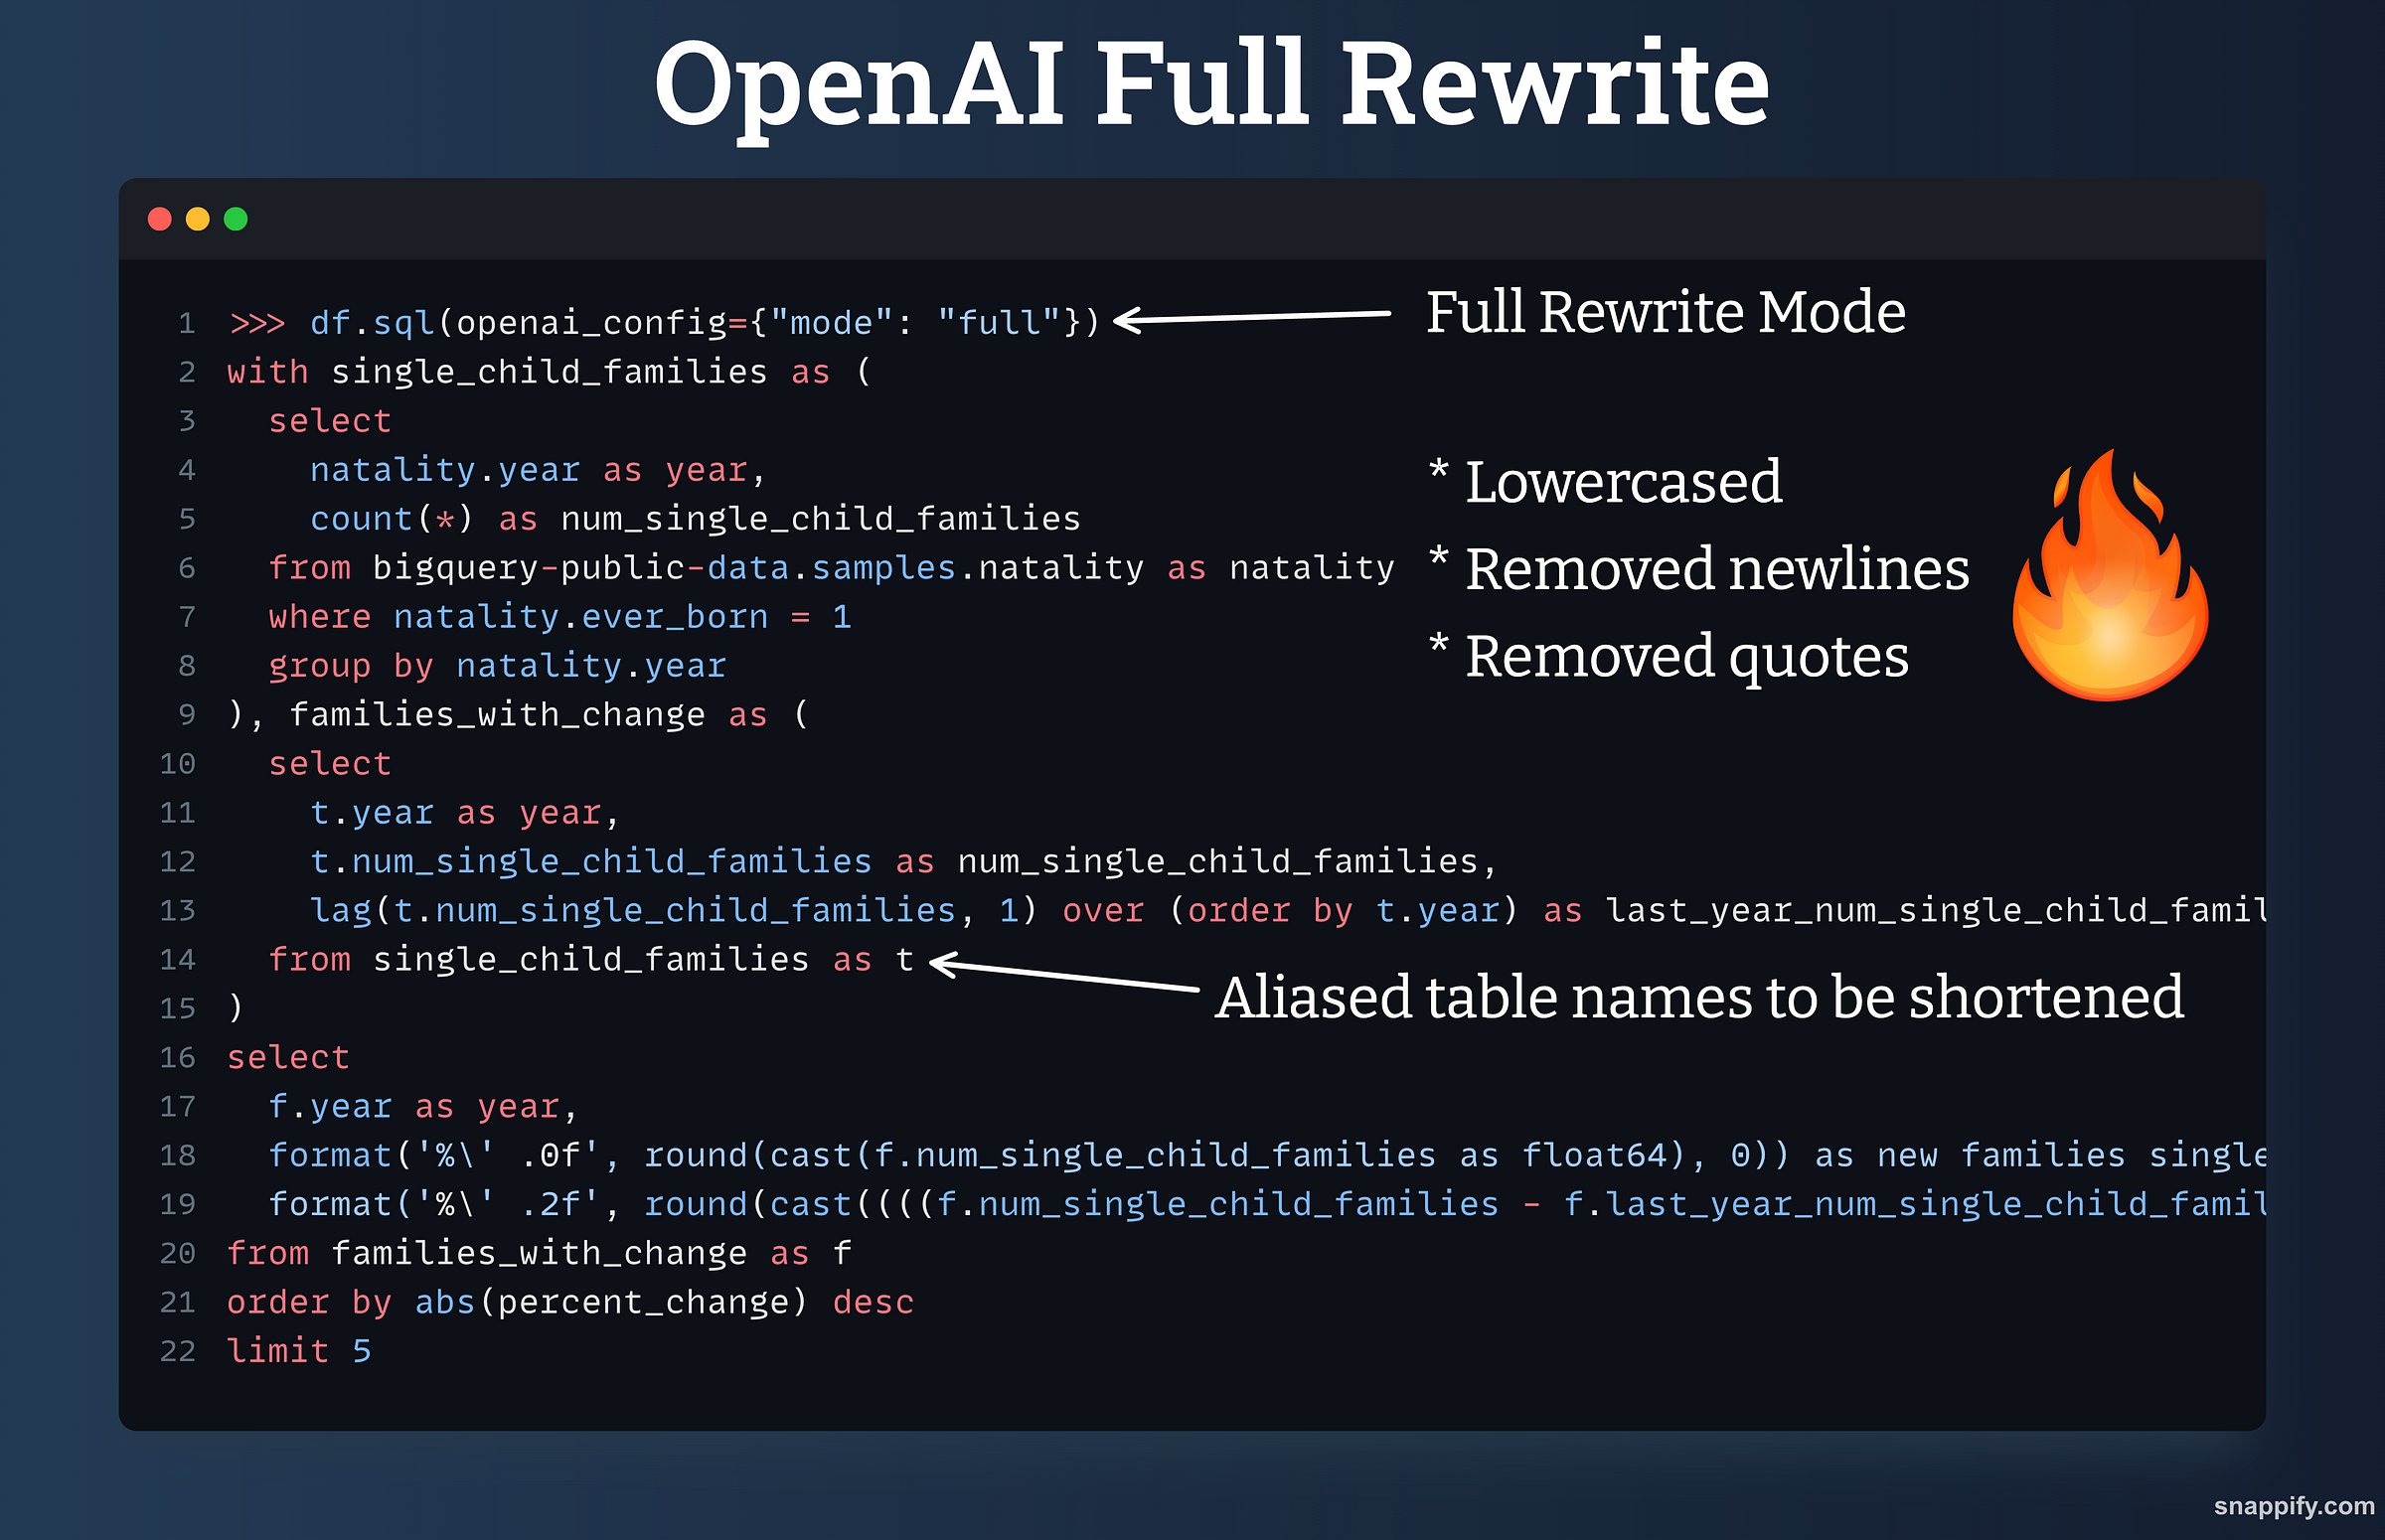 OpenAI Full Rewrite
1 >>> df.sql(openai_config={"mode": "full"})
Full Rewrite Mode
2 with single_child_families as (
3   select
4     natality.year as year,
* Lowercased
5     count(*) as num_single_child_families
6   from bigquery-public-data.samples.natality as natality
* Removed newlines
7   where natality.ever_born = 1
8   group by natality.year
* Removed quotes
9 ), families_with_change as (
10   select
11     t.year as year,
12     t.num_single_child_families as num_single_child_families,
13     lag(t.num_single_child_families, 1) over (order by t.year) as last_year_num_single_child_famil
14   from single_child_families as t
Aliased table names to be shortened
15 )
16 select
17   f.year as year,
18   format('%\' .0f', round(cast(f.num_single_child_families as float64), 0)) as new families single
19   format('%\' .2f', round(cast((((f.num_single_child_families - f.last_year_num_single_child_famil
20 from families_with_change as f
21 order by abs(percent_change) desc
22 limit 5
snappify.com